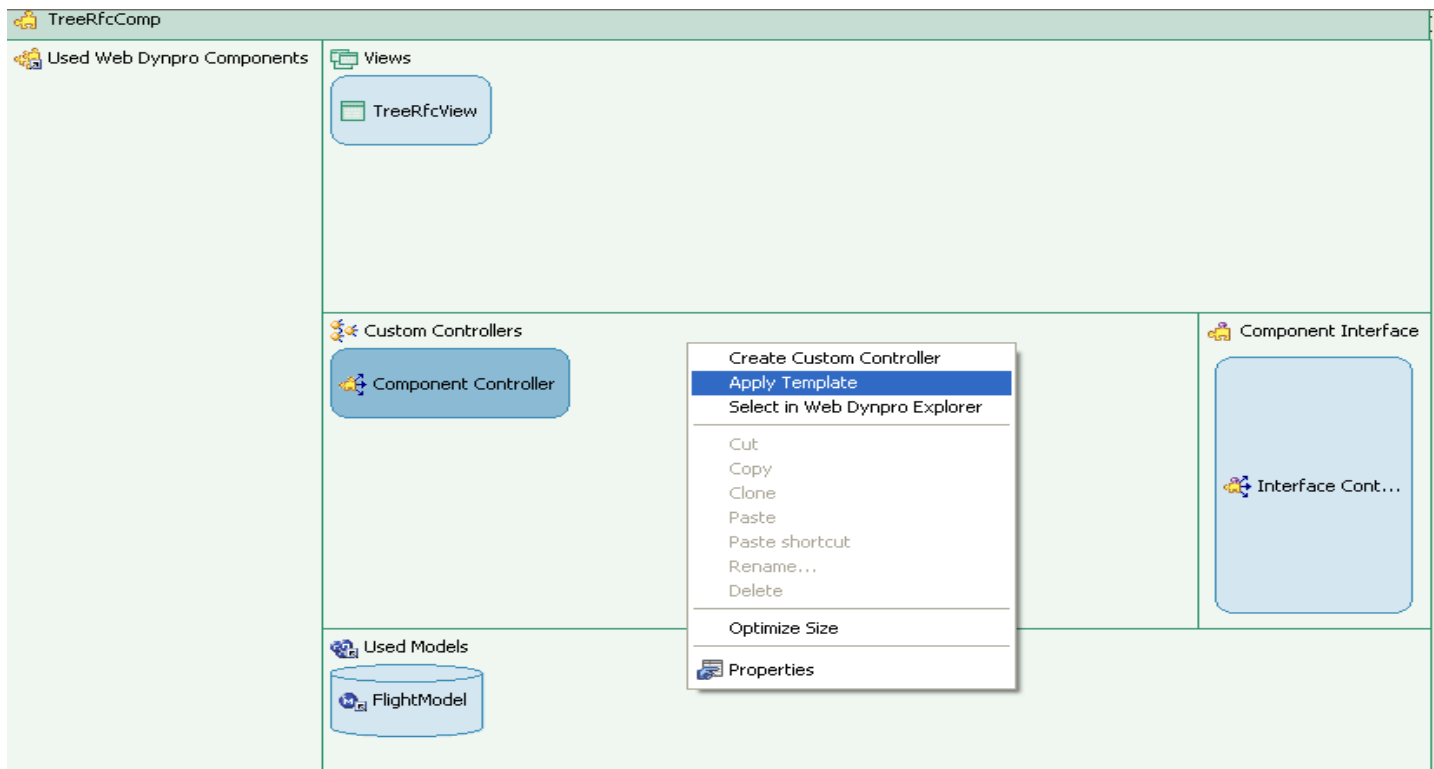 TreeRfcComp
Used Web Dynpro Components
Views
TreeRfcView
Custom Controllers
Component Controller
Create Custom Controller
Apply Template
Select in Web Dynpro Explorer
Cut
Copy
Clone
Paste
Paste shortcut
Rename...
Delete
Optimize Size
Properties
Component Interface
Interface Cont...
Used Models
FlightModel